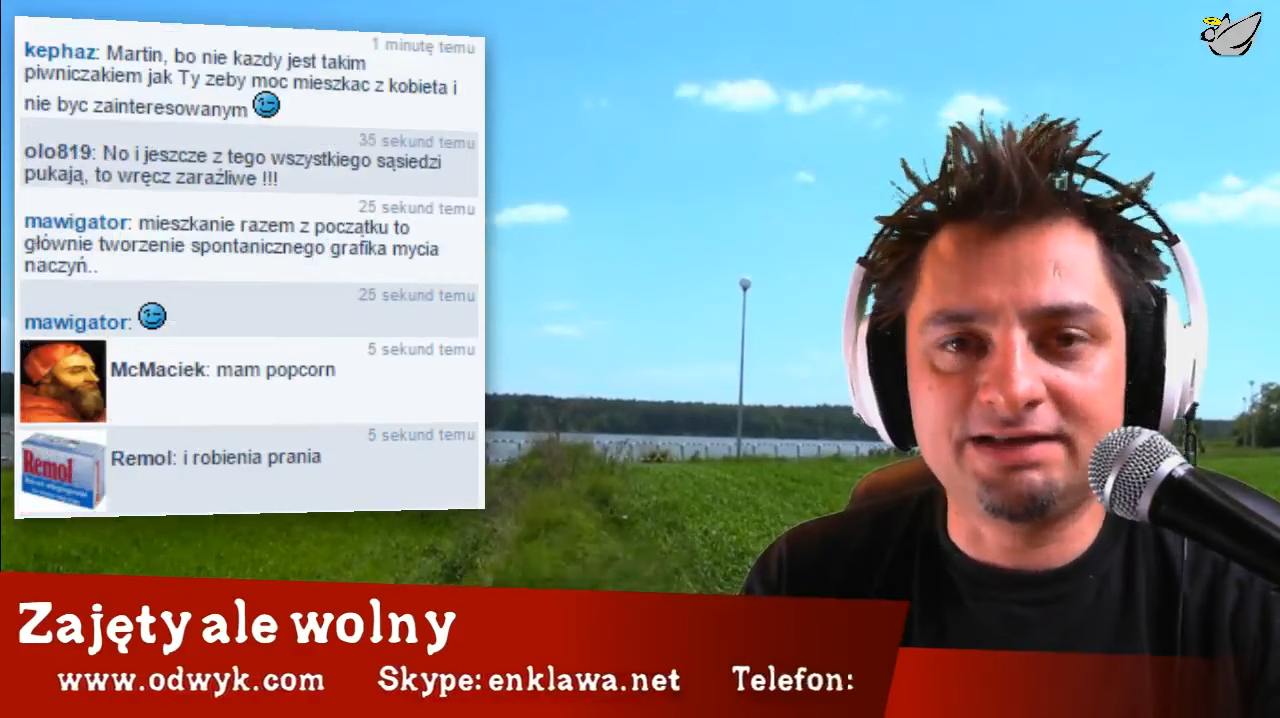 1 minutę temu
kephaz: Martin, bo nie kazdy jest takim
piwniczakiem jak Ty zeby moc mieszkac z kobieta i
nie byc zainteresowanym
35 sekund temu
olo819: No i jeszcze z tego wszystkiego sąsiedzi
pukają, to wręcz zaraźliwe !!!
25 sekund temu
mawigator: mieszkanie razem z początku to
głównie tworzenie spontanicznego grafika mycia
naczyń..
25 sekund temu
mawigator:
5 sekund temu
McMaciek: mam popcorn
5 sekund temu
Remol
Remol: i robienia prania
Zajęty ale wolny
www.odwyk.com Skype: enklawa.net Telefon: